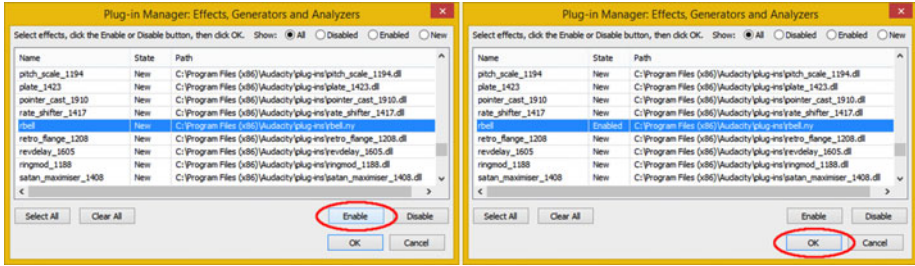 Plug-in Manager: Effects, Generators and Analyzers
Select effects, click the Enable or Disable button, then click OK. Show: All Disabled Enabled New
Name State Path
pitch_scale_1194 New C:\Program Files (x86)\Audacity\plug-ins\pitch_scale_1194.dll
plate_1423 New C:\Program Files (x86)\Audacity\plug-ins\plate_1423.dll
pointer_cast_1910 New C:\Program Files (x86)\Audacity\plug-ins\pointer_cast_1910.dll
rate_shifter_1417 New C:\Program Files (x86)\Audacity\plug-ins\rate_shifter_1417.dll
rbell New C:\Program Files (x86)\Audacity\plug-ins\rbell.ny
retro_flange_1208 New C:\Program Files (x86)\Audacity\plug-ins\retro_flange_1208.dll
revdelay_1605 New C:\Program Files (x86)\Audacity\plug-ins\revdelay_1605.dll
ringmod_1188 New C:\Program Files (x86)\Audacity\plug-ins\ringmod_1188.dll
satan_maximiser_1408 New C:\Program Files (x86)\Audacity\plug-ins\satan_maximiser_1408.dll
Select All Clear All Enable Disable
OK Cancel
Plug-in Manager: Effects, Generators and Analyzers
Select effects, click the Enable or Disable button, then click OK. Show: All Disabled Enabled New
Name State Path
pitch_scale_1194 New C:\Program Files (x86)\Audacity\plug-ins\pitch_scale_1194.dll
plate_1423 New C:\Program Files (x86)\Audacity\plug-ins\plate_1423.dll
pointer_cast_1910 New C:\Program Files (x86)\Audacity\plug-ins\pointer_cast_1910.dll
rate_shifter_1417 New C:\Program Files (x86)\Audacity\plug-ins\rate_shifter_1417.dll
rbell Enabled C:\Program Files (x86)\Audacity\plug-ins\rbell.ny
retro_flange_1208 New C:\Program Files (x86)\Audacity\plug-ins\retro_flange_1208.dll
revdelay_1605 New C:\Program Files (x86)\Audacity\plug-ins\revdelay_1605.dll
ringmod_1188 New C:\Program Files (x86)\Audacity\plug-ins\ringmod_1188.dll
satan_maximiser_1408 New C:\Program Files (x86)\Audacity\plug-ins\satan_maximiser_1408.dll
Select All Clear All Enable Disable
OK Cancel